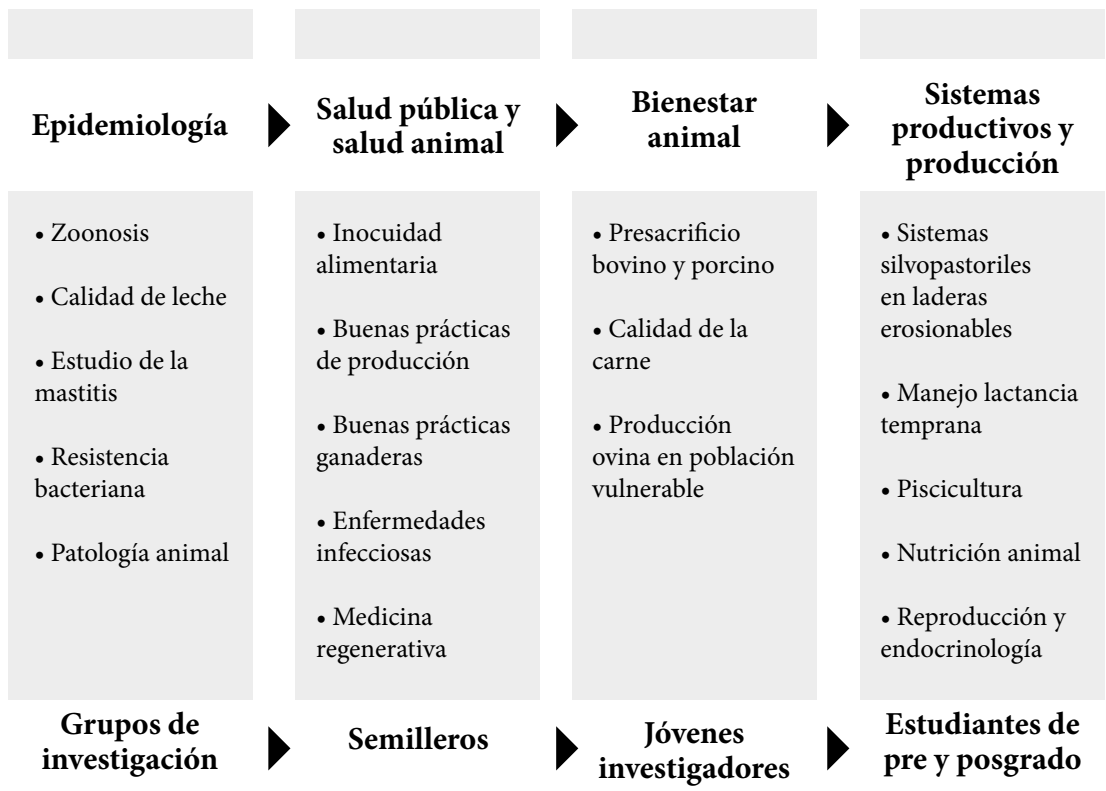 Epidemiología
Salud pública y
salud animal
Bienestar
animal
Sistemas
productivos y
producción
• Zoonosis
• Calidad de leche
• Estudio de la
mastitis
• Resistencia
bacteriana
• Patología animal
• Inocuidad
alimentaria
• Buenas prácticas
de producción
• Buenas prácticas
ganaderas
• Enfermedades
infecciosas
• Medicina
regenerativa
• Presacrificio
bovino y porcino
• Calidad de la
carne
• Producción
ovina en población
vulnerable
• Sistemas
silvopastoriles
en laderas
erosionables
• Manejo lactancia
temprana
• Piscicultura
• Nutrición animal
• Reproducción y
endocrinología
Grupos de
investigación
Semilleros
Jóvenes
investigadores
Estudiantes de
pre y posgrado